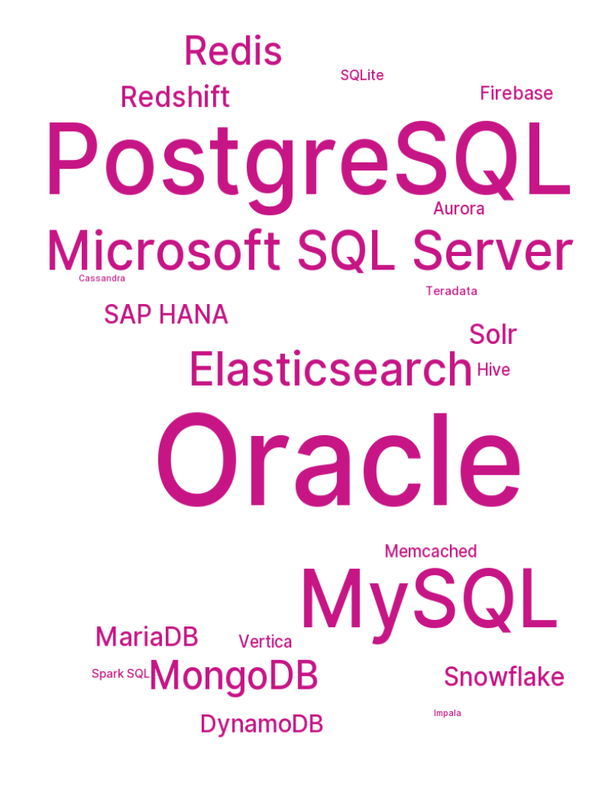 Redis
SQLite
Redshift
Firebase
PostgreSQL
Aurora
Microsoft SQL Server
Cassandra
Teradata
SAP HANA
Solr
Elasticsearch
Hive
Oracle
Memcached
MySQL
MariaDB
Vertica
Spark SQL
MongoDB
Snowflake
Impala
DynamoDB